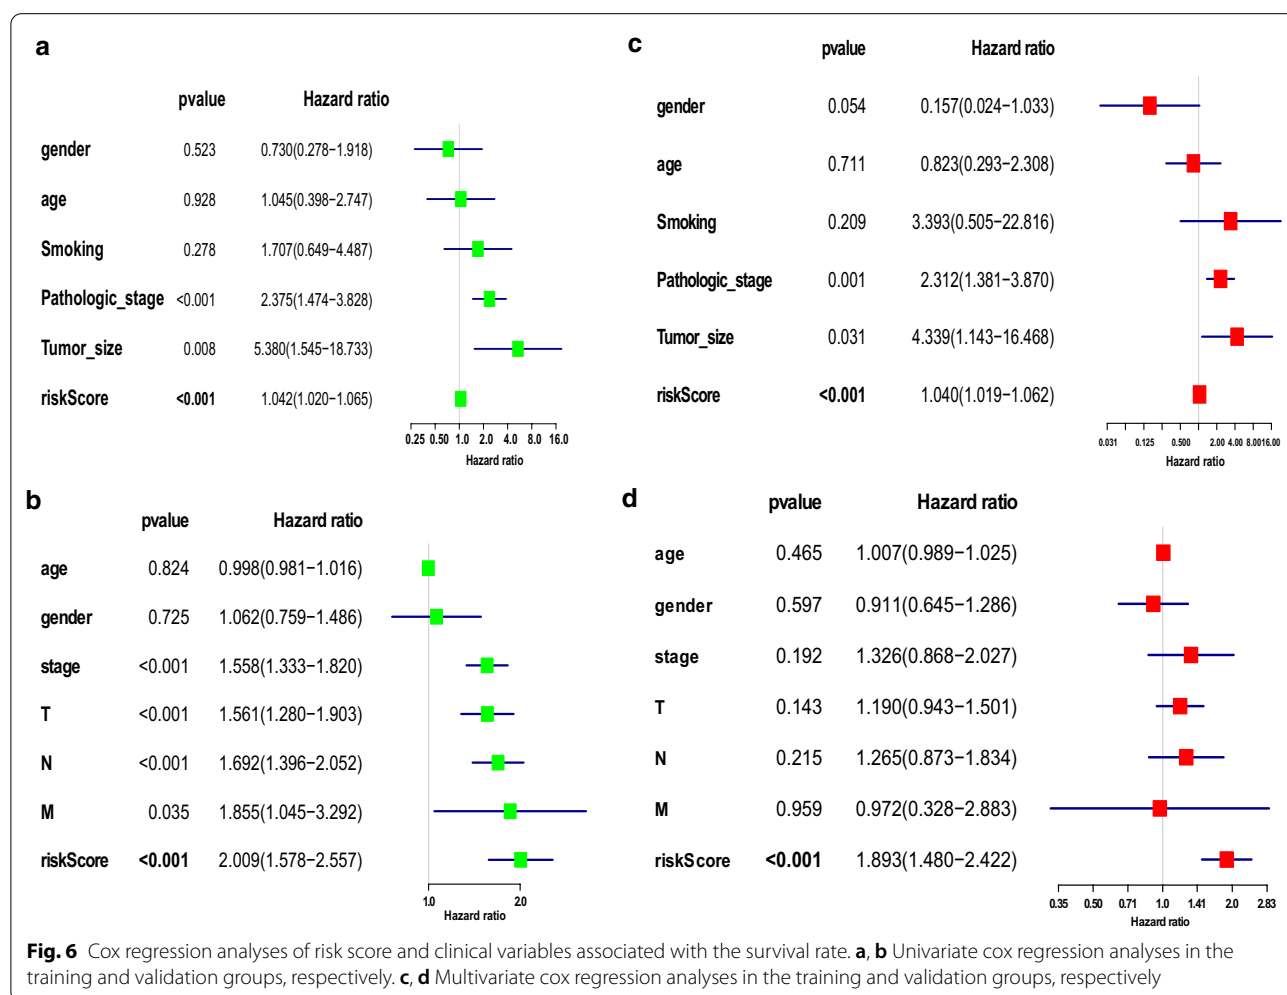 a
pvalue Hazard ratio
gender 0.523 0.730(0.278−1.918)
age 0.928 1.045(0.398−2.747)
Smoking 0.278 1.707(0.649−4.487)
Pathologic_stage <0.001 2.375(1.474−3.828)
Tumor_size 0.008 5.380(1.545−18.733)
riskScore <0.001 1.042(1.020−1.065)
0.25 0.50 1.0 2.0 4.0 8.0 16.0
Hazard ratio
c
pvalue Hazard ratio
gender 0.054 0.157(0.024−1.033)
age 0.711 0.823(0.293−2.308)
Smoking 0.209 3.393(0.505−22.816)
Pathologic_stage 0.001 2.312(1.381−3.870)
Tumor_size 0.031 4.339(1.143−16.468)
riskScore <0.001 1.040(1.019−1.062)
0.031 0.125 0.500 2.00 4.00 8.00 16.00
Hazard ratio
b
pvalue Hazard ratio
age 0.824 0.998(0.981−1.016)
gender 0.725 1.062(0.759−1.486)
stage <0.001 1.558(1.333−1.820)
T <0.001 1.561(1.280−1.903)
N <0.001 1.692(1.396−2.052)
M 0.035 1.855(1.045−3.292)
riskScore <0.001 2.009(1.578−2.557)
1.0 2.0
Hazard ratio
d
pvalue Hazard ratio
age 0.465 1.007(0.989−1.025)
gender 0.597 0.911(0.645−1.286)
stage 0.192 1.326(0.868−2.027)
T 0.143 1.190(0.943−1.501)
N 0.215 1.265(0.873−1.834)
M 0.959 0.972(0.328−2.883)
riskScore <0.001 1.893(1.480−2.422)
0.35 0.50 0.71 1.0 1.41 2.0 2.83
Hazard ratio
Fig. 6 Cox regression analyses of risk score and clinical variables associated with the survival rate. a, b Univariate cox regression analyses in the
training and validation groups, respectively. c, d Multivariate cox regression analyses in the training and validation groups, respectively